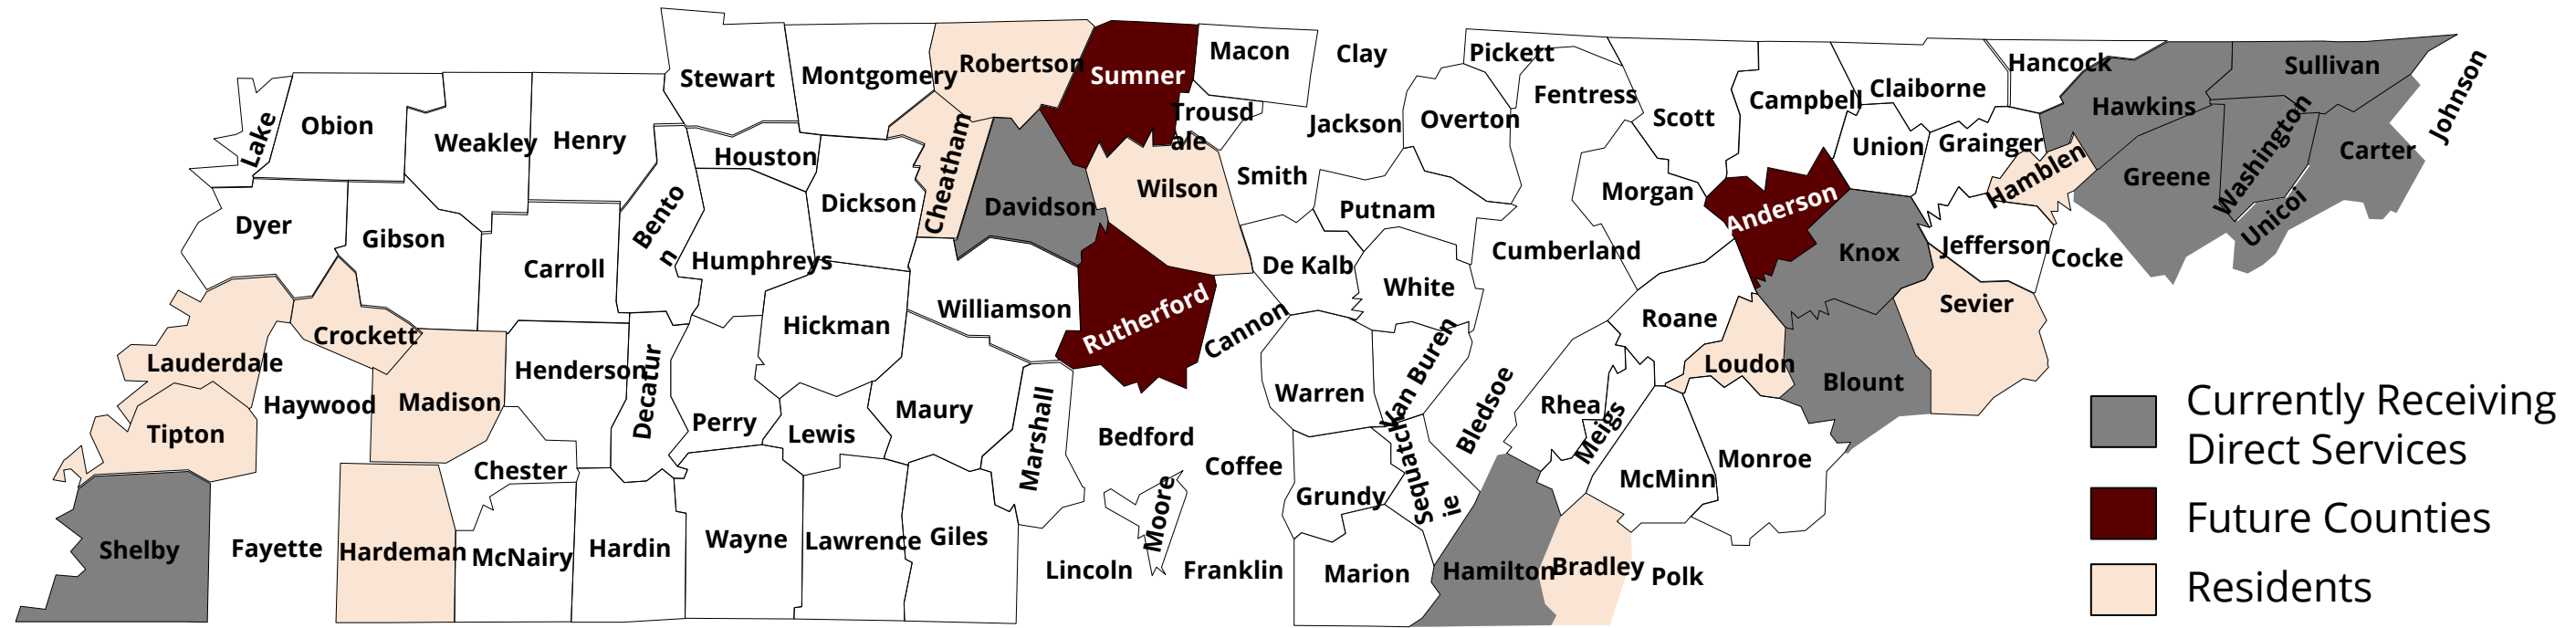 Lake
Obion
Weakley
Henry
Stewart
Montgomery
Robertson
Sumner
Macon
Clay
Pickett
Fentress
Scott
Campbell
Claiborne
Hancock
Hawkins
Sullivan
Johnson
Trousd
ale
Jackson
Overton
Union
Grainger
Hamblen
Greene
Washington
Unicoi
Carter
Dyer
Gibson
Carroll
Bento
n
Houston
Humphreys
Dickson
Cheatham
Davidson
Wilson
Smith
Putnam
Cumberland
Morgan
Anderson
Knox
Jefferson
Cocke
Sevier
Lauderdale
Crockett
Haywood
Madison
Henderson
Decatur
Perry
Hickman
Williamson
Rutherford
Cannon
De Kalb
White
Warren
Van Buren
Bledsoe
Rhea
Meigs
Roane
Loudon
Blount
Tipton
Chester
Lewis
Maury
Marshall
Bedford
Coffee
Grundy
Sequatch
ie
McMinn
Monroe
Shelby
Fayette
Hardeman
McNairy
Hardin
Wayne
Lawrence
Giles
Lincoln
Moore
Franklin
Marion
Hamilton
Bradley
Polk
Currently Receiving
Direct Services
Future Counties
Residents